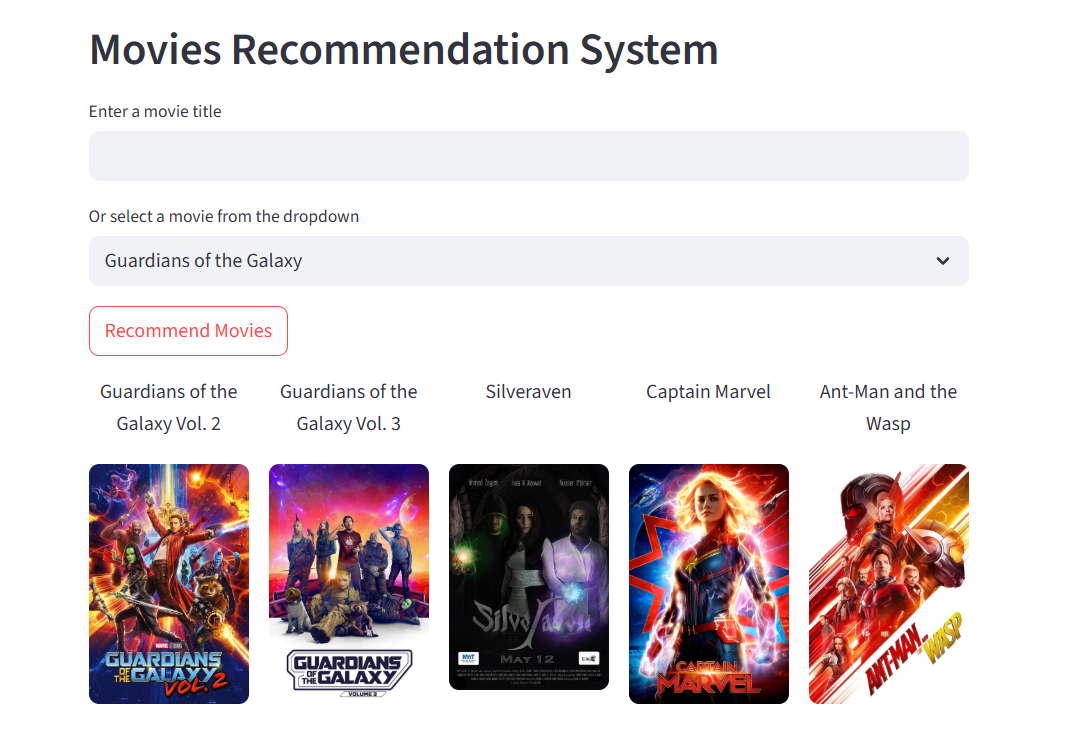 Movies Recommendation System
Enter a movie title
Or select a movie from the dropdown
Guardians of the Galaxy
Recommend Movies
Guardians of the
Galaxy Vol. 2
Guardians of the
Galaxy Vol. 3
Silveraven
Captain Marvel
Ant-Man and the
Wasp
GUARDIANS
OF THE GALAXY
VOL. 2
GUARDIANS
OF THE GALAXY
VOLUME 3
MAY 12
CAPTAIN
MARVEL
ANT-MAN
WASP